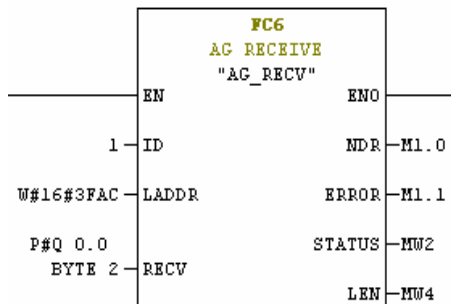 FC6
AG RECEIVE
"AG_RECV"
EN ENO
1 ID NDR M1.0
W#16#3FAC LADDR ERROR M1.1
P#Q 0.0 STATUS MW2
BYTE 2 RECV
LEN MW4